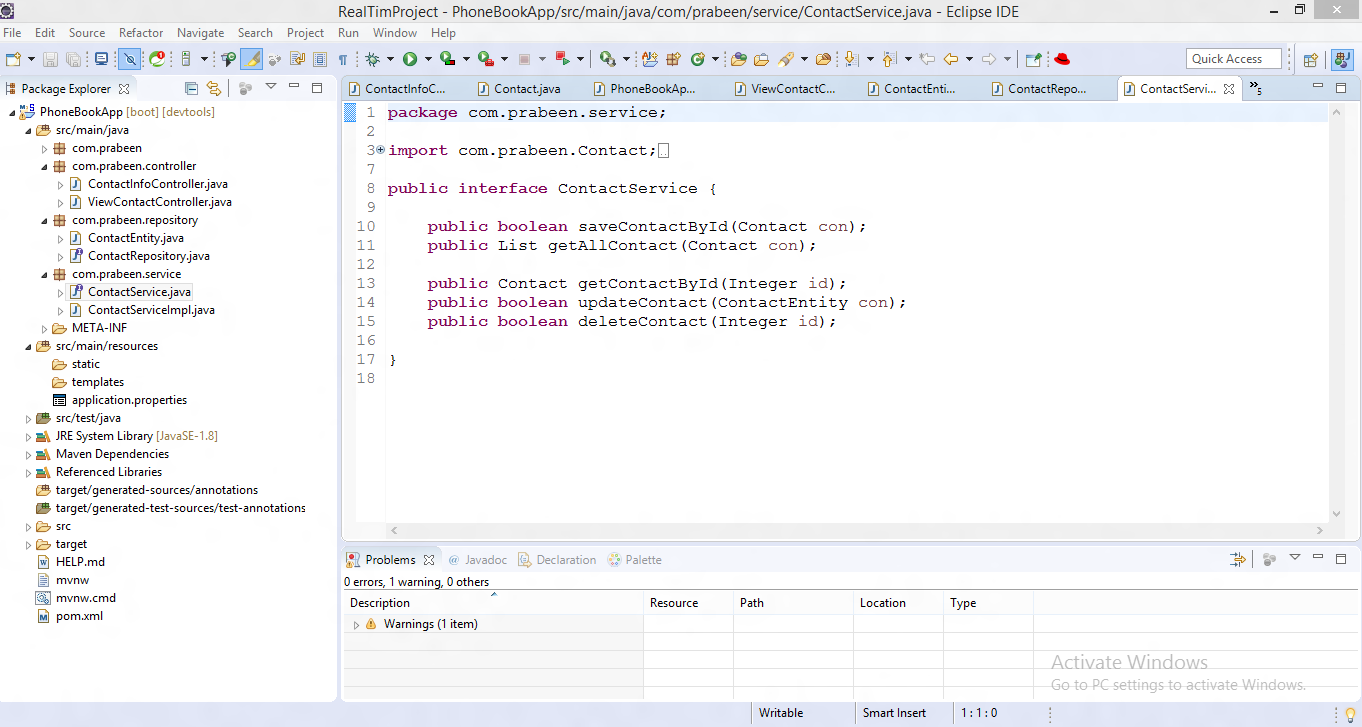 RealTimProject - PhoneBookApp/src/main/java/com/prabeen/service/ContactService.java - Eclipse IDE
File Edit Source Refactor Navigate Search Project Run Window Help
Quick Access
Package Explorer
PhoneBookApp [boot] [devtools]
src/main/java
com.prabeen
com.prabeen.controller
ContactInfoController.java
ViewContactController.java
com.prabeen.repository
ContactEntity.java
ContactRepository.java
com.prabeen.service
ContactService.java
ContactServiceImpl.java
META-INF
src/main/resources
static
templates
application.properties
src/test/java
JRE System Library [JavaSE-1.8]
Maven Dependencies
Referenced Libraries
target/generated-sources/annotations
target/generated-test-sources/test-annotations
src
target
HELP.md
mvnw
mvnw.cmd
pom.xml
ContactInfoC... Contact.java PhoneBookAp... ViewContactC... ContactEnti... ContactRepo... ContactServi... »5
1 package com.prabeen.service;
2
3 import com.prabeen.Contact;
7
8 public interface ContactService {
9
10 public boolean saveContactById(Contact con);
11 public List getAllContact(Contact con);
12
13 public Contact getContactById(Integer id);
14 public boolean updateContact(ContactEntity con);
15 public boolean deleteContact(Integer id);
16
17 }
18
Problems @ Javadoc Declaration Palette
0 errors, 1 warning, 0 others
Description Resource Path Location Type
Warnings (1 item)
Activate Windows
Go to PC settings to activate Windows.
Writable Smart Insert 1 : 1 : 0